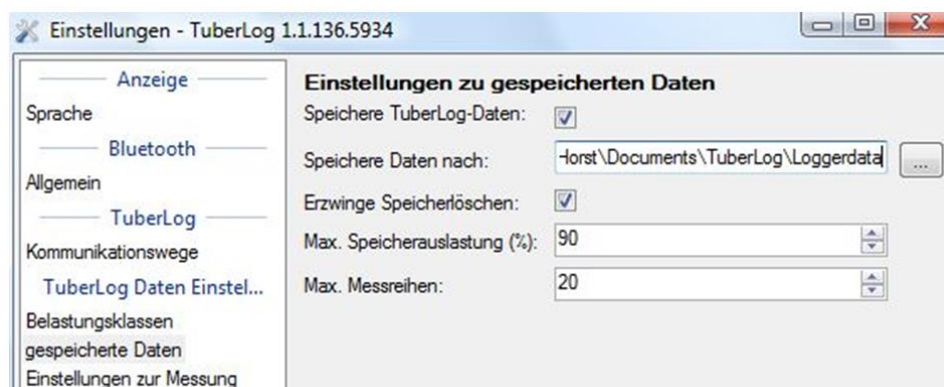 Einstellungen - TuberLog 1.1.136.5934
Anzeige
Sprache
Bluetooth
Allgemein
TuberLog
Kommunikationswege
TuberLog Daten Einstel...
Belastungsklassen
gespeicherte Daten
Einstellungen zur Messung
Einstellungen zu gespeicherten Daten
Speichere TuberLog-Daten:
Speichere Daten nach: Horst\Documents\TuberLog\Loggerdata ...
Erzwinge Speicherlöschen:
Max. Speicherauslastung (%): 90
Max. Messreihen: 20